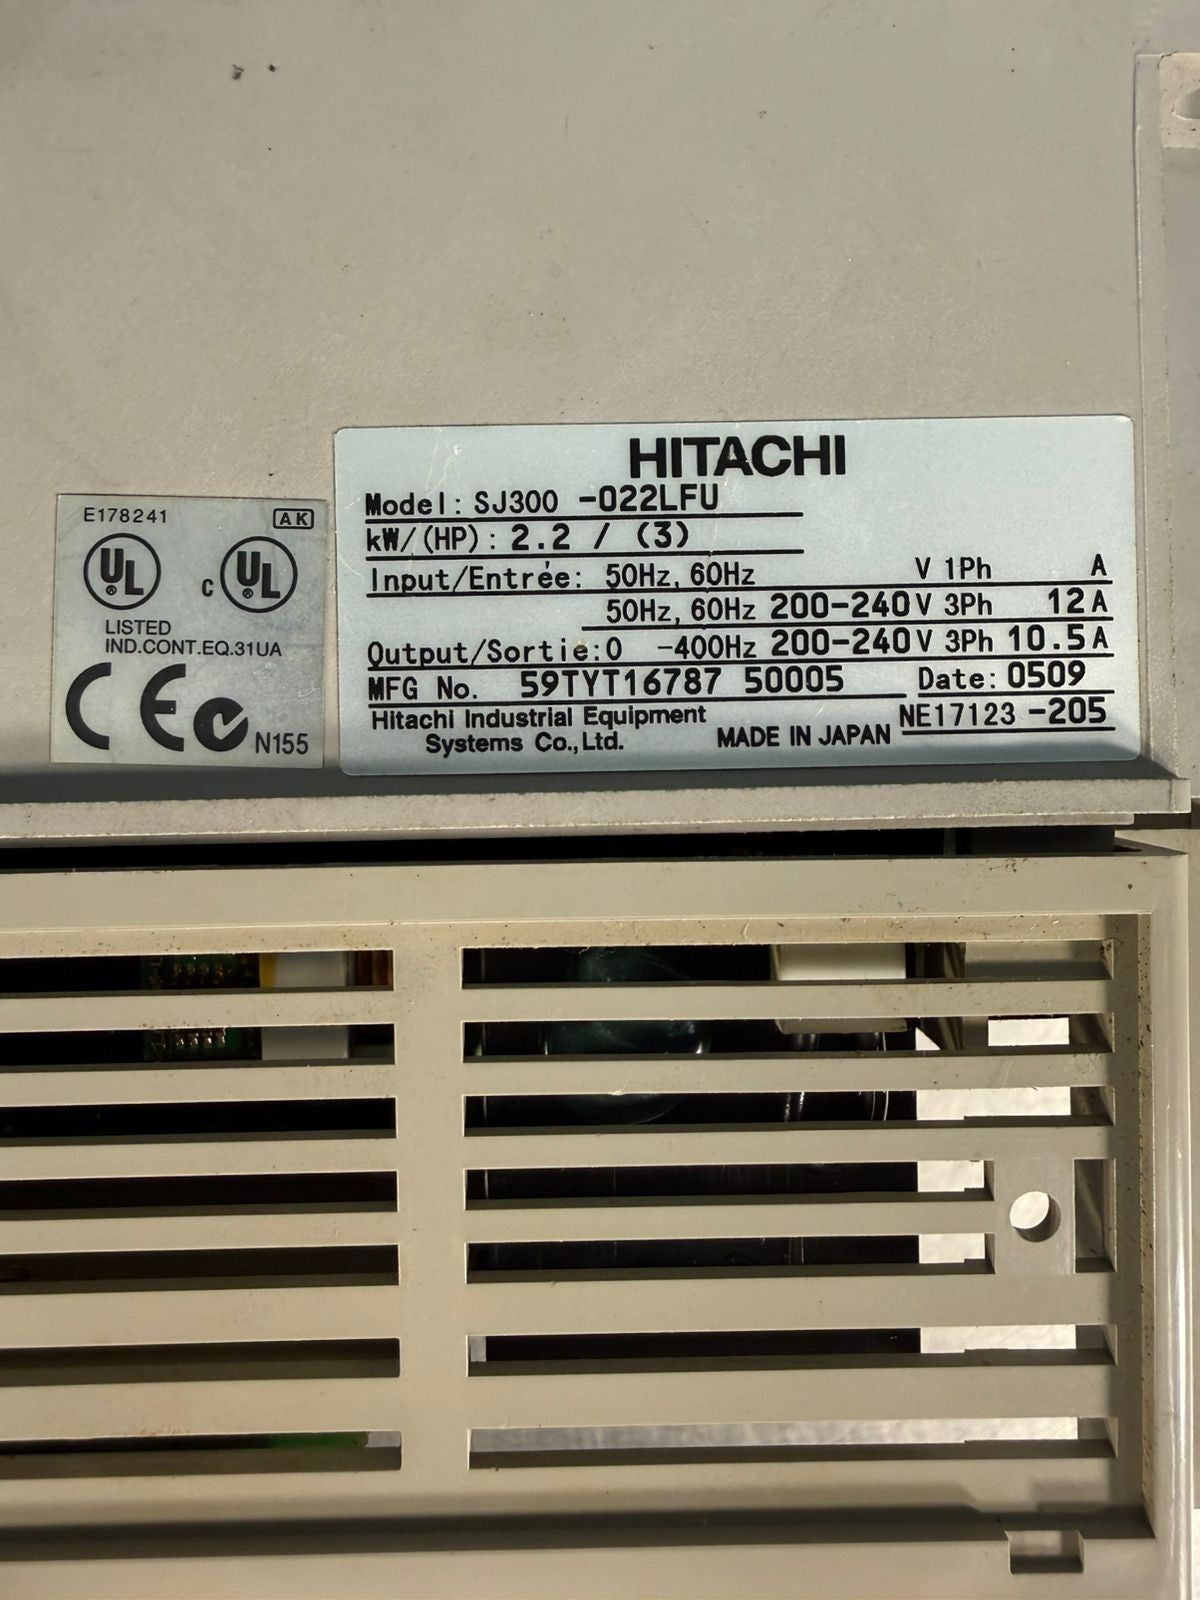 HITACHI
Model: SJ300 -022LFU
kW/(HP): 2.2 / (3)
Input/Entrée: 50Hz, 60Hz V 1Ph A
50Hz, 60Hz 200-240V 3Ph 12A
Output/Sortie: 0 -400Hz 200-240V 3Ph 10.5A
MFG No. 59TYT16787 50005 Date: 0509
Hitachi Industrial Equipment
Systems Co., Ltd. MADE IN JAPAN NE17123 -205
E178241 AK
UL c UL
LISTED
IND.CONT.EQ.31UA
CE N155